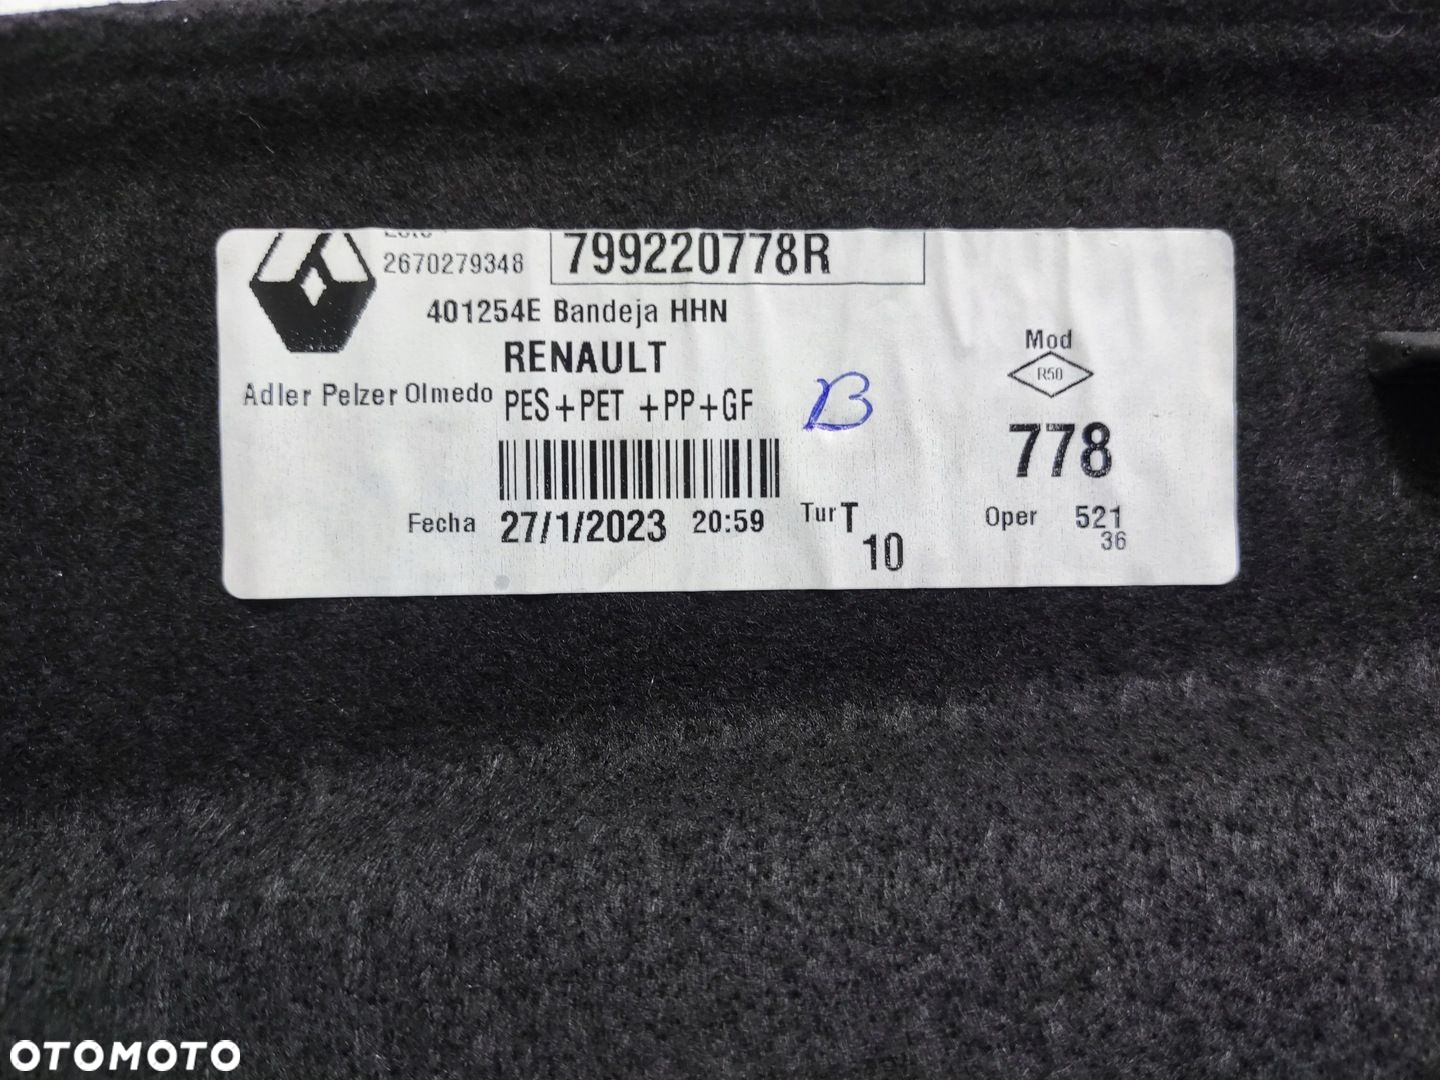 799220778R
2670279348
401254E Bandeja HHN
RENAULT
Mod
R50
Adler Pelzer Olmedo
PES+PET +PP+GF
B
778
Fecha 27/1/2023 20:59 Tur T
10
Oper 521
36
OTOMOTO